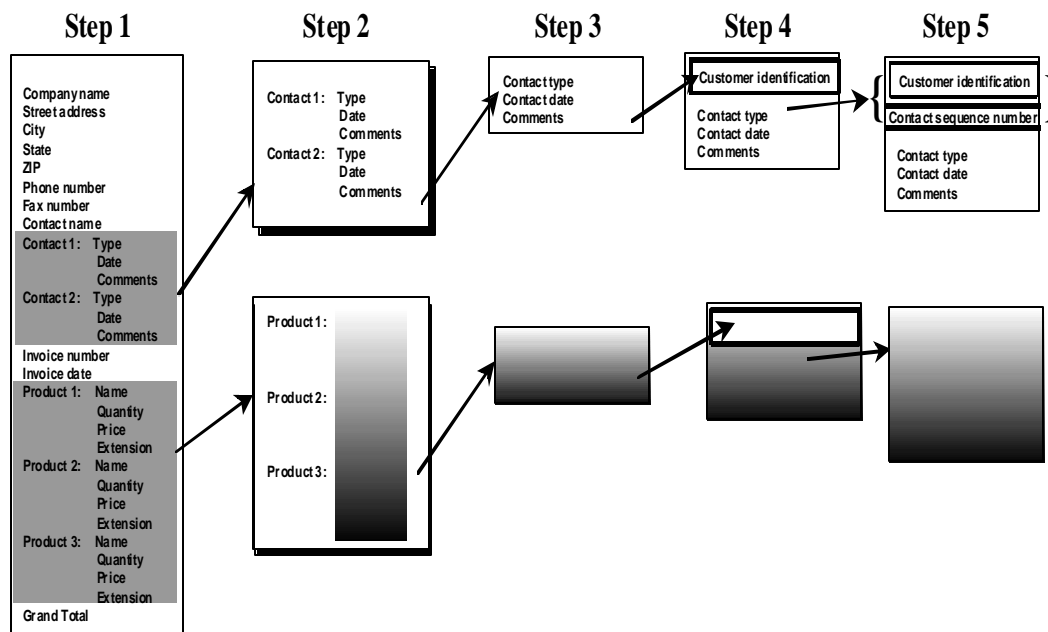 Step 1
Company name
Street address
City
State
ZIP
Phone number
Fax number
Contact name
Contact 1: Type
Date
Comments
Contact 2: Type
Date
Comments
Invoice number
Invoice date
Product 1: Name
Quantity
Price
Extension
Product 2: Name
Quantity
Price
Extension
Product 3: Name
Quantity
Price
Extension
Grand Total
Step 2
Contact 1: Type
Date
Comments
Contact 2: Type
Date
Comments
Product 1:
Product 2:
Product 3:
Step 3
Contact type
Contact date
Comments
Step 4
Customer identification
Contact type
Contact date
Comments
Step 5
Customer identification
Contact sequence number
Contact type
Contact date
Comments